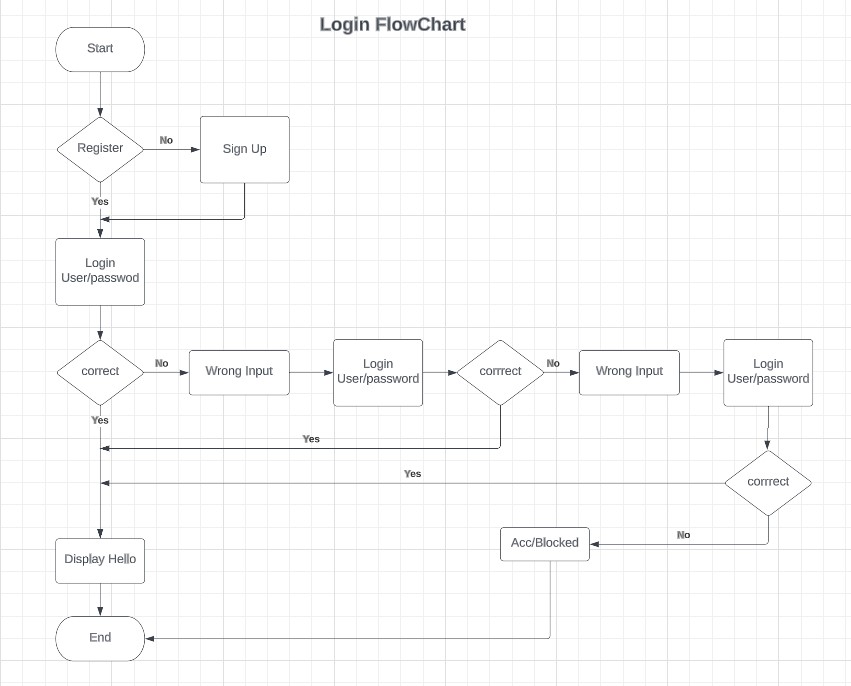 Login FlowChart
Start
Register
No
Sign Up
Yes
Login
User/passwod
correct
No
Wrong Input
Login
User/password
corrrect
No
Wrong Input
Login
User/password
Yes
Yes
Yes
corrrect
No
Acc/Blocked
Display Hello
End